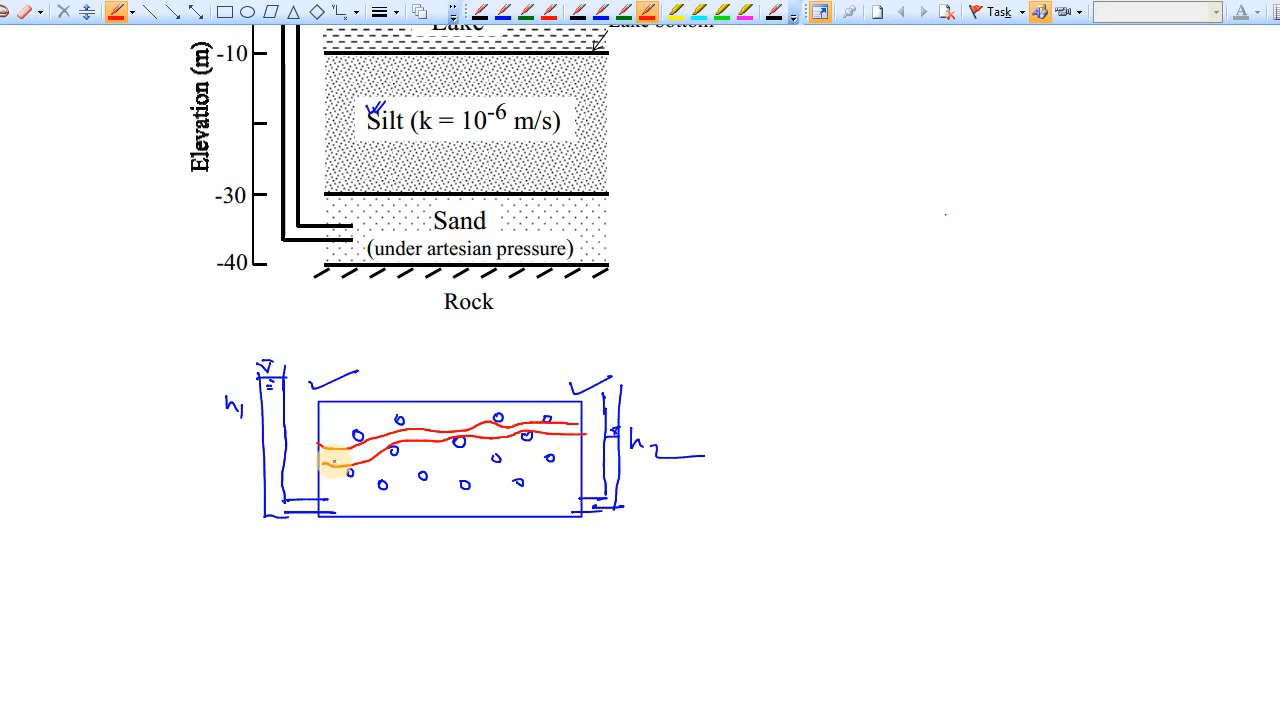 Task
A
Lake
Lake bottom
Elevation (m)
-10
Silt (k = 10⁻⁶ m/s)
-30
Sand
(under artesian pressure)
-40
Rock
h₁
h₂